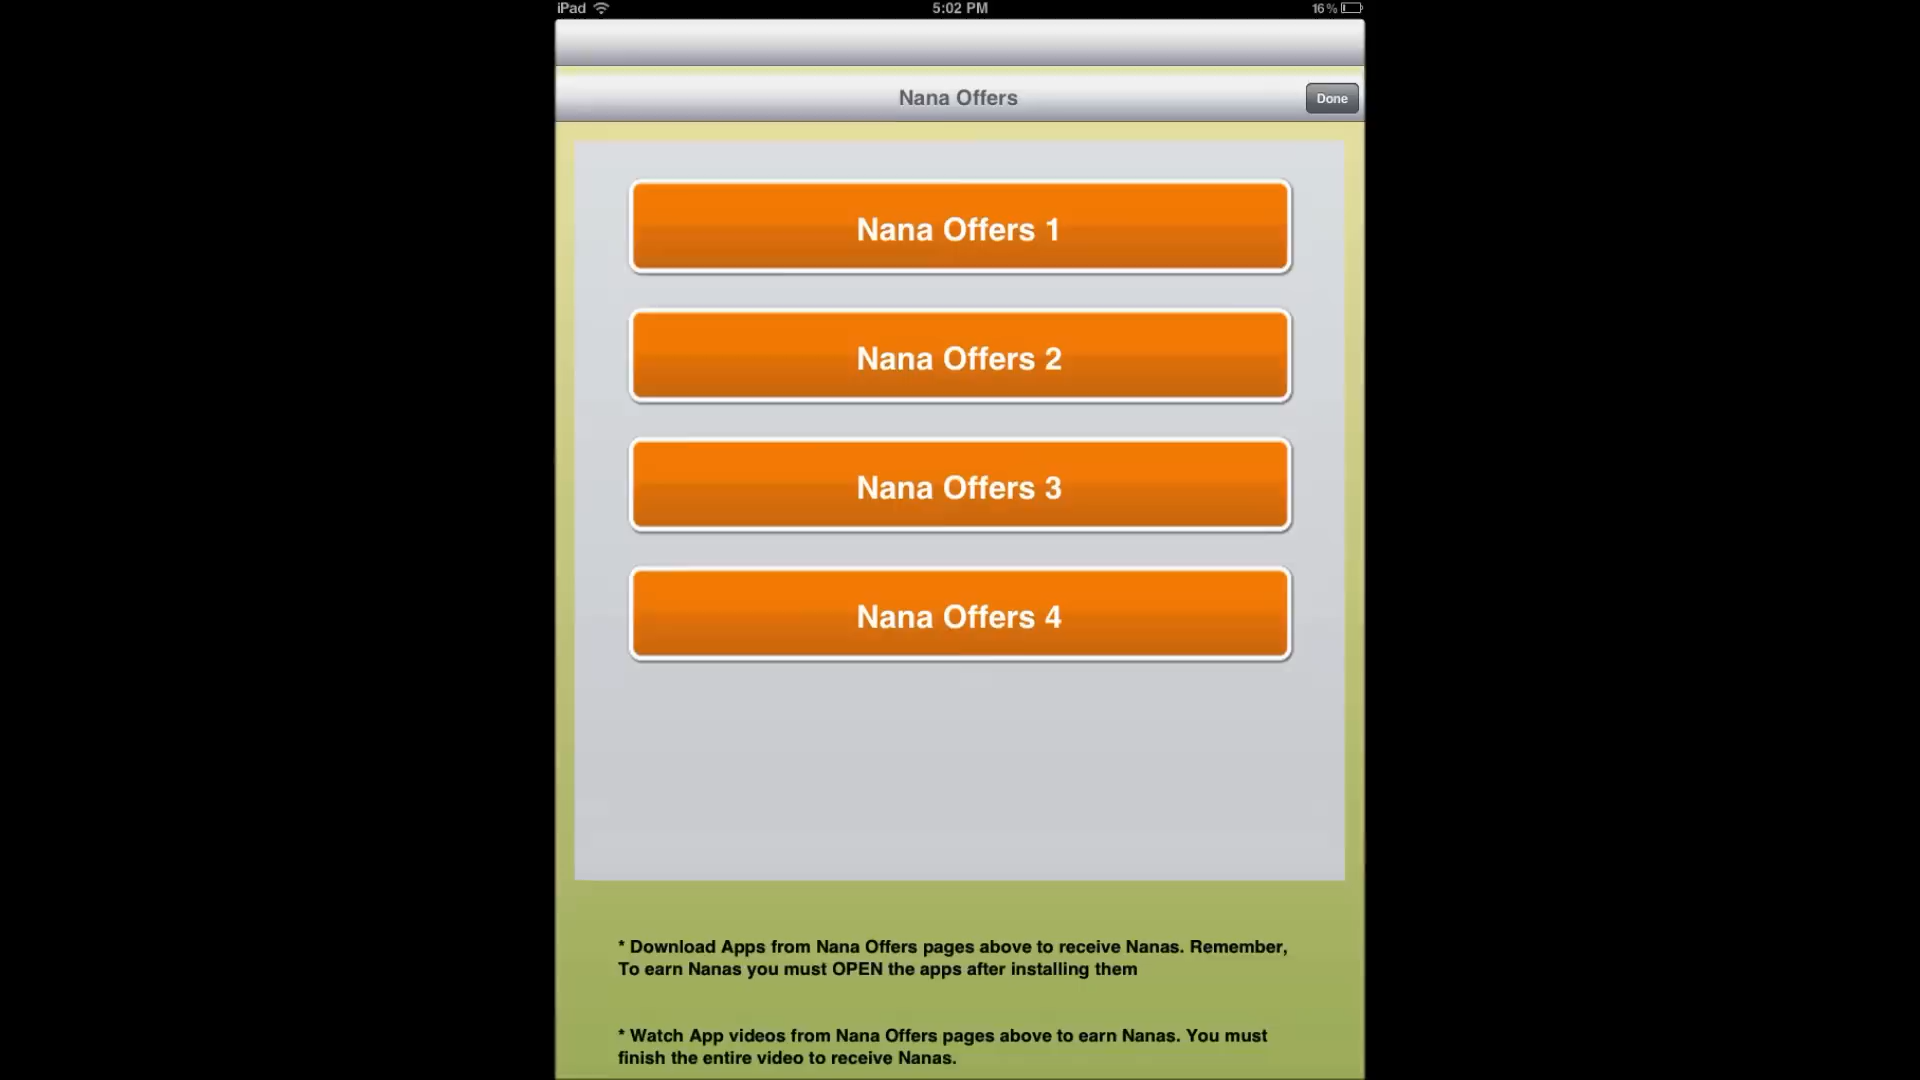 iPad 5:02 PM 16%
Nana Offers Done
Nana Offers 1
Nana Offers 2
Nana Offers 3
Nana Offers 4
* Download Apps from Nana Offers pages above to receive Nanas. Remember,
To earn Nanas you must OPEN the apps after installing them
* Watch App videos from Nana Offers pages above to earn Nanas. You must
finish the entire video to receive Nanas.